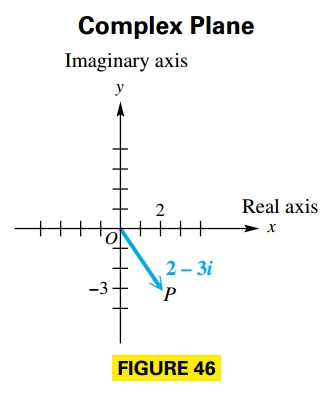 Complex Plane
Imaginary axis
y
2
Real axis
x
O
2 – 3i
–3
P
FIGURE 46